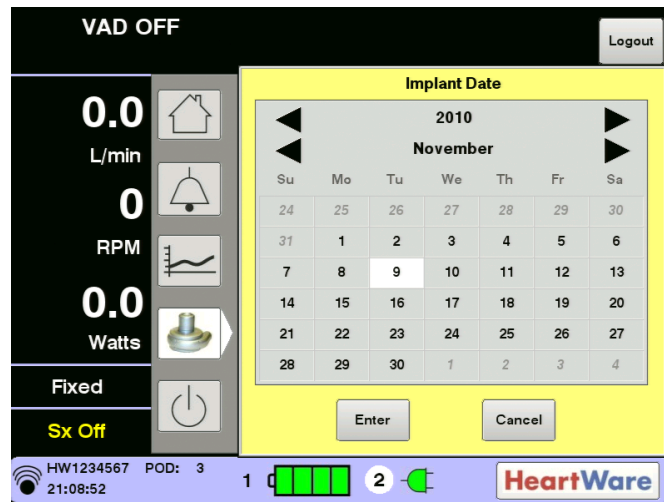 VAD OFF
Logout
0.0
L/min
0
RPM
0.0
Watts
Fixed
Sx Off
Implant Date
2010
November
Su Mo Tu We Th Fr Sa
24 25 26 27 28 29 30
31 1 2 3 4 5 6
7 8 9 10 11 12 13
14 15 16 17 18 19 20
21 22 23 24 25 26 27
28 29 30 1 2 3 4
Enter Cancel
HW1234567 POD: 3
21:08:52
1 2
HeartWare